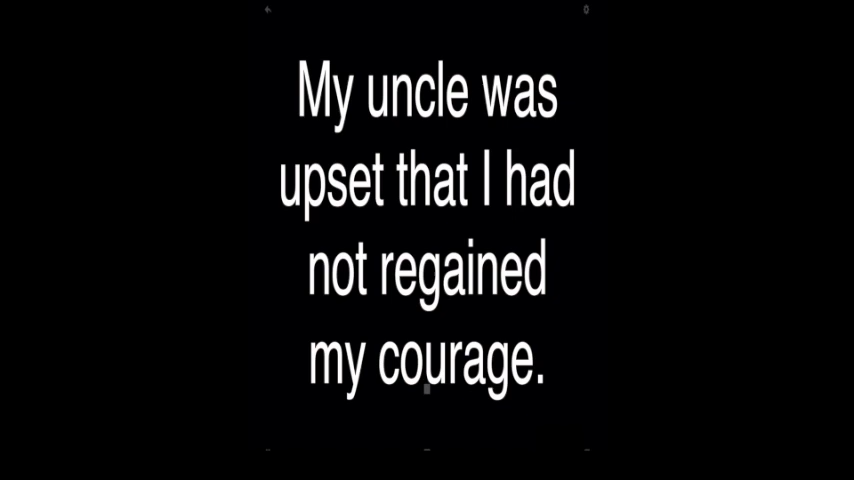 My uncle was
upset that I had
not regained
my courage.